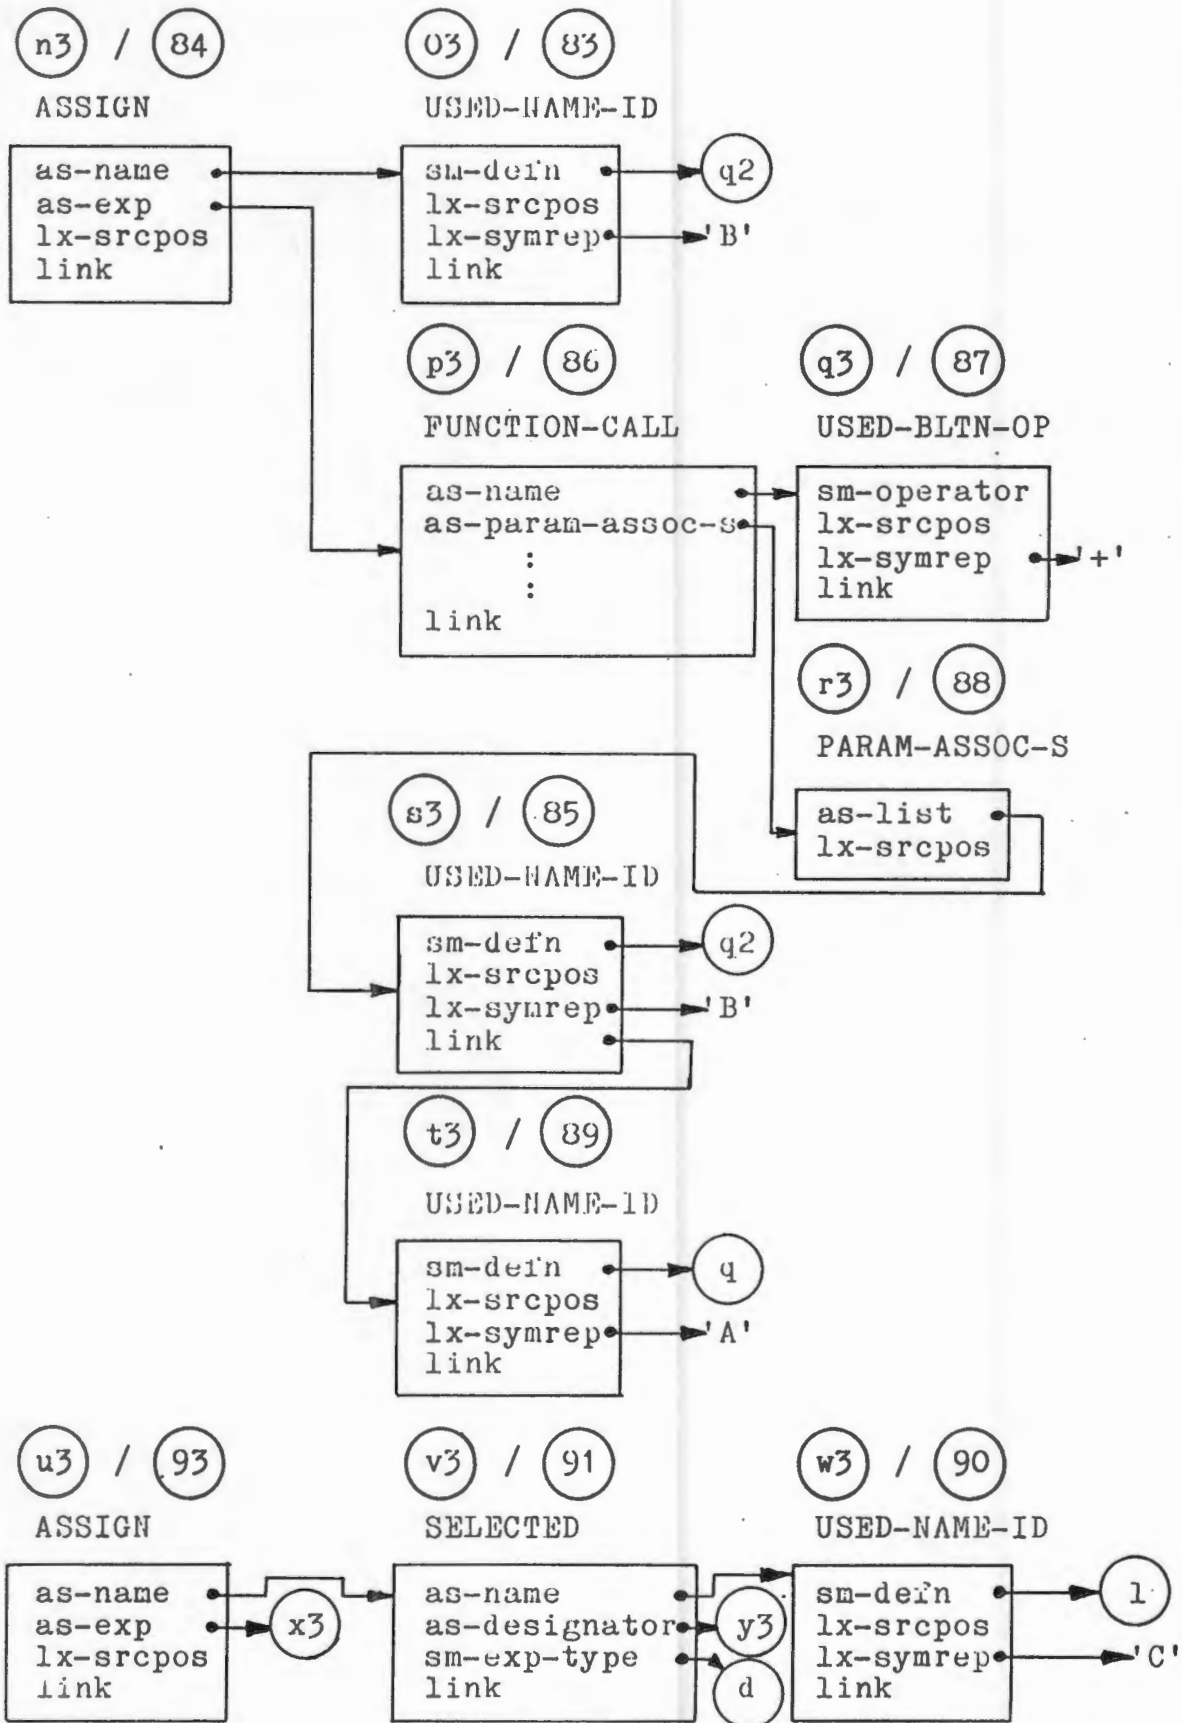 n3 / 84
03 / 83
ASSIGN
USED-NAME-ID
as-name
as-exp
lx-srcpos
link
sm-defn
lx-srcpos
lx-symrep
link
q2
'B'
p3 / 86
q3 / 87
FUNCTION-CALL
USED-BLTN-OP
as-name
as-param-assoc-s
:
:
link
sm-operator
lx-srcpos
lx-symrep
link
'+'
r3 / 88
PARAM-ASSOC-S
as-list
lx-srcpos
s3 / 85
USED-NAME-ID
sm-defn
lx-srcpos
lx-symrep
link
q2
'B'
t3 / 89
USED-NAME-ID
sm-defn
lx-srcpos
lx-symrep
link
q
'A'
u3 / 93
v3 / 91
w3 / 90
ASSIGN
SELECTED
USED-NAME-ID
as-name
as-exp
lx-srcpos
link
x3
as-name
as-designator
sm-exp-type
link
y3
d
sm-defn
lx-srcpos
lx-symrep
link
l
'C'